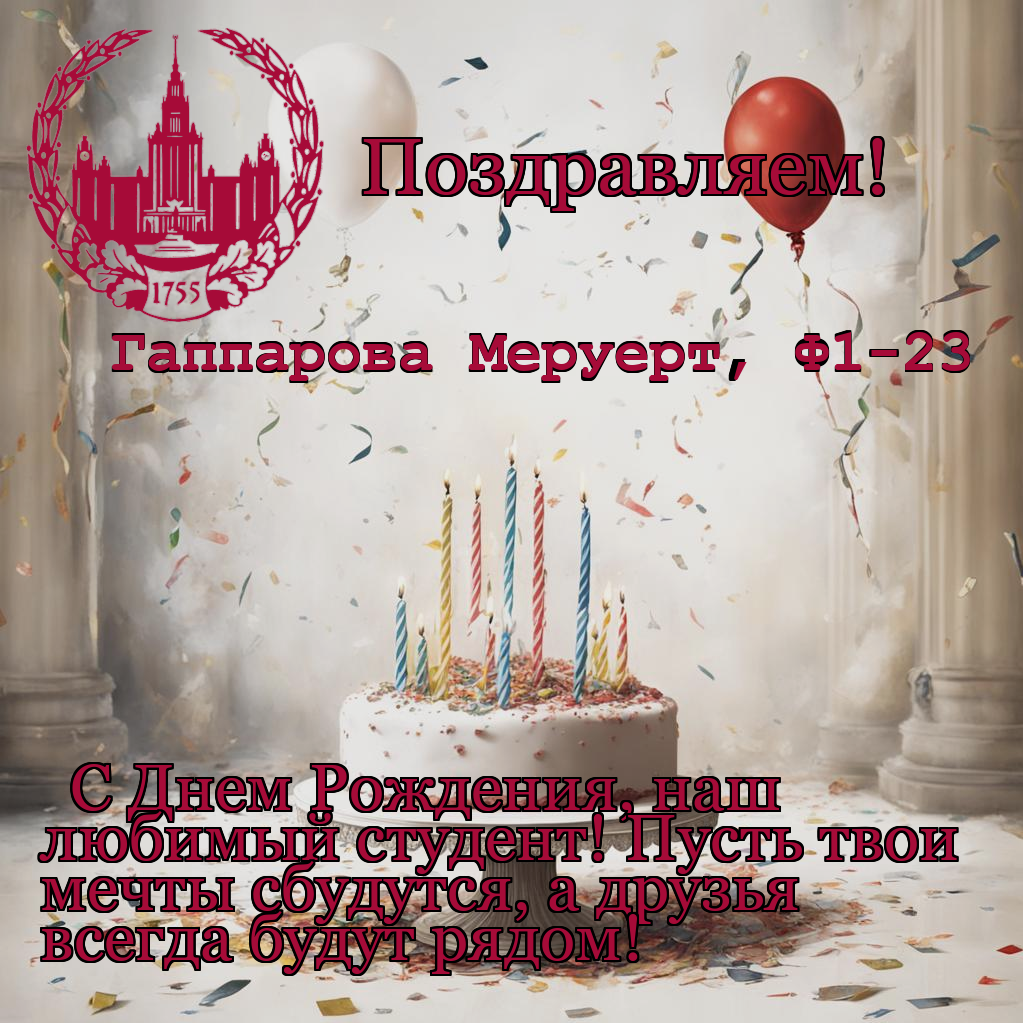 Поздравляем!
1755
Гаппарова Меруерт, Ф1-23
С Днем Рождения, наш
любимый студент! Пусть твои
мечты сбудутся, а друзья
всегда будут рядом!